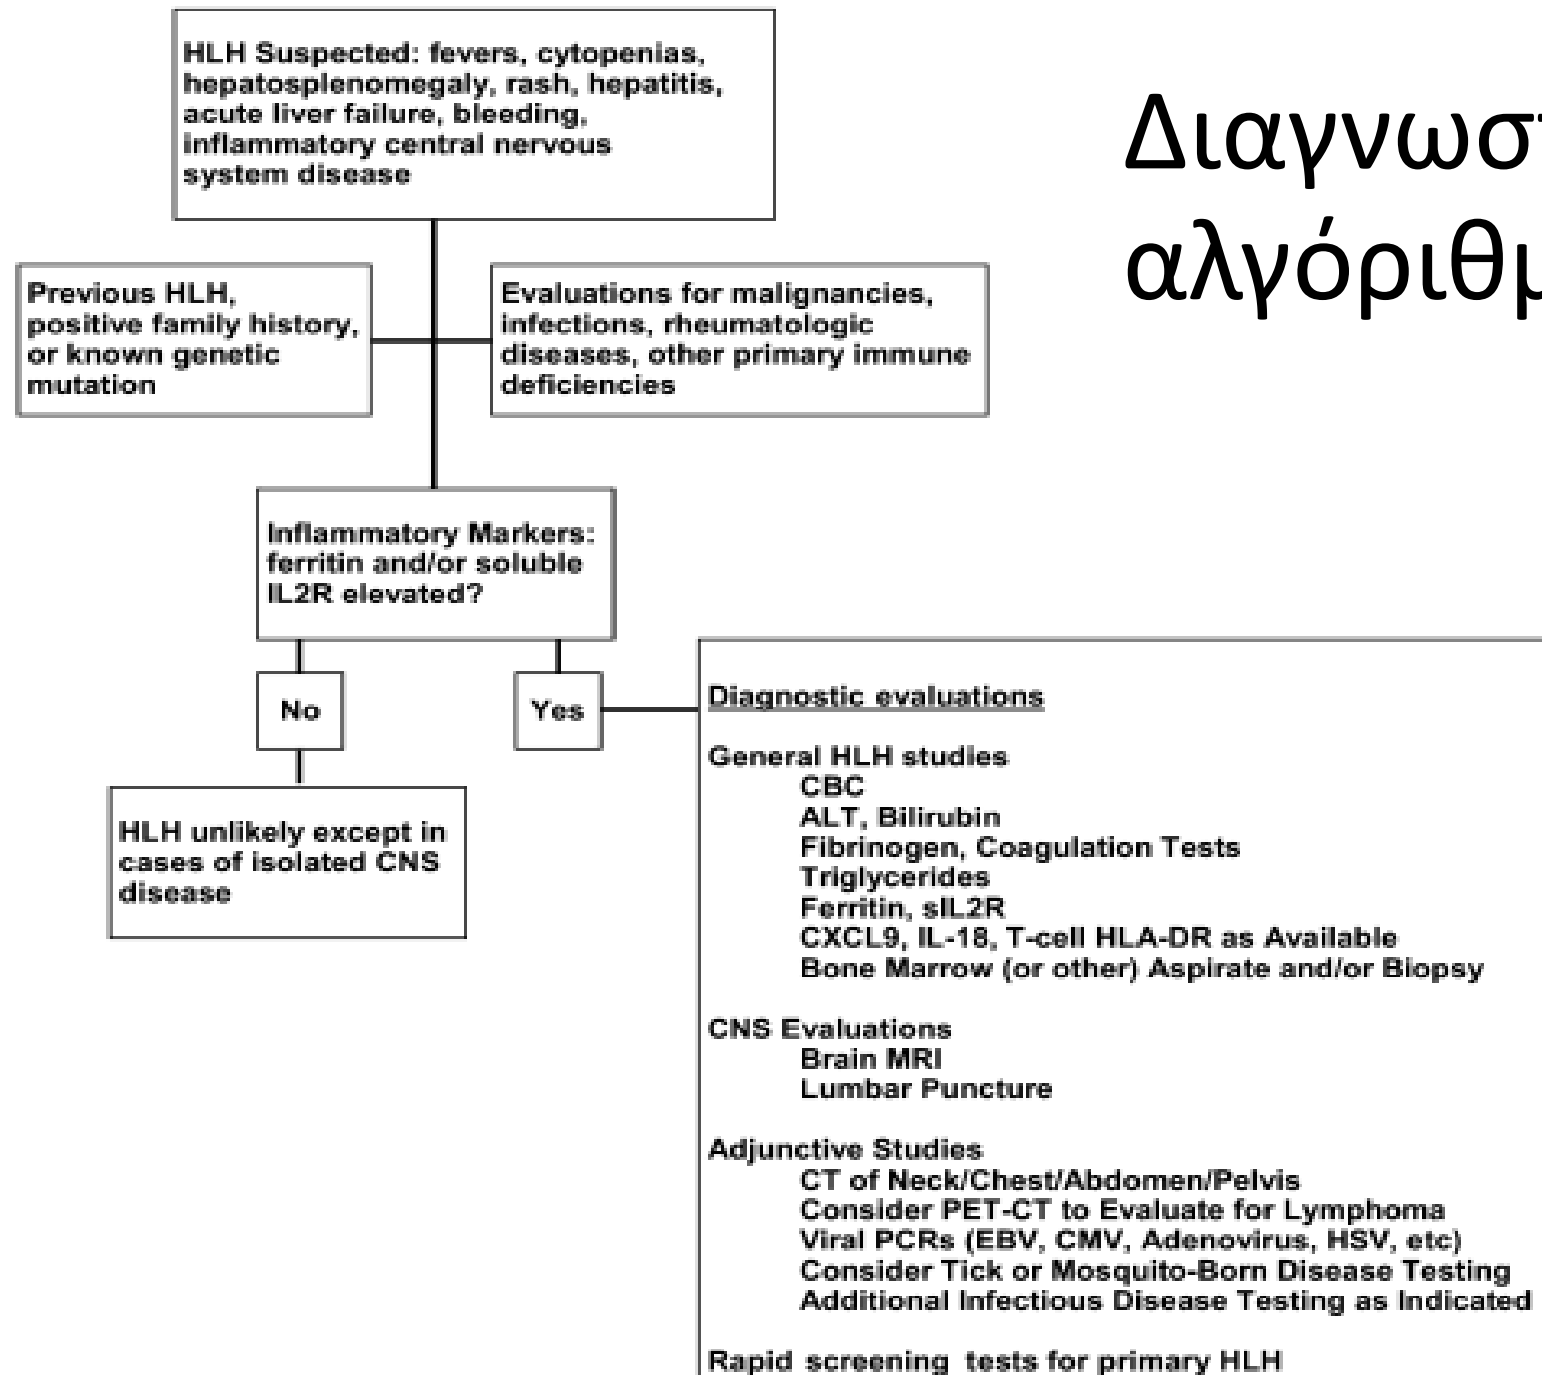 HLH Suspected: fevers, cytopenias,
hepatosplenomegaly, rash, hepatitis,
acute liver failure, bleeding,
inflammatory central nervous
system disease
Διαγνωστ
αλγόριθμ
Previous HLH,
positive family history,
or known genetic
mutation
Evaluations for malignancies,
infections, rheumatologic
diseases, other primary immune
deficiencies
Inflammatory Markers:
ferritin and/or soluble
IL2R elevated?
No
Yes
HLH unlikely except in
cases of isolated CNS
disease
Diagnostic evaluations
General HLH studies
CBC
ALT, Bilirubin
Fibrinogen, Coagulation Tests
Triglycerides
Ferritin, sIL2R
CXCL9, IL-18, T-cell HLA-DR as Available
Bone Marrow (or other) Aspirate and/or Biopsy
CNS Evaluations
Brain MRI
Lumbar Puncture
Adjunctive Studies
CT of Neck/Chest/Abdomen/Pelvis
Consider PET-CT to Evaluate for Lymphoma
Viral PCRs (EBV, CMV, Adenovirus, HSV, etc)
Consider Tick or Mosquito-Born Disease Testing
Additional Infectious Disease Testing as Indicated
Rapid screening tests for primary HLH